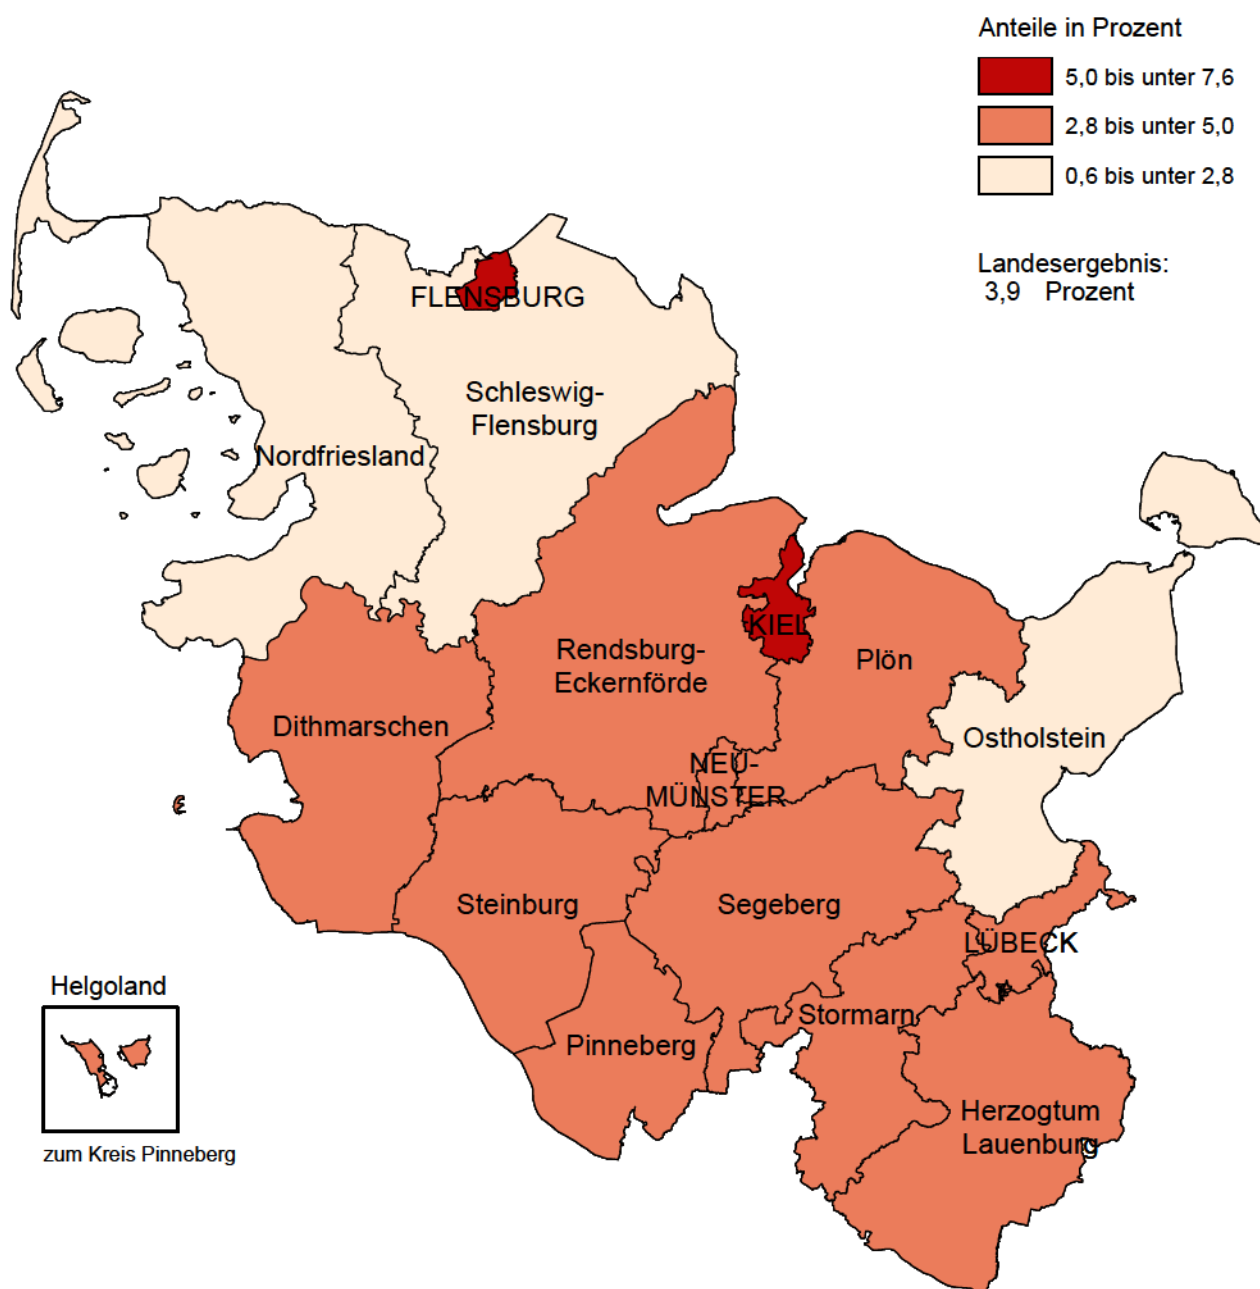 Anteile in Prozent
5,0 bis unter 7,6
2,8 bis unter 5,0
0,6 bis unter 2,8
Landesergebnis:
3,9 Prozent
FLENSBURG
Schleswig-
Flensburg
Nordfriesland
KIEL
Rendsburg-
Eckernförde
Plön
Dithmarschen
Ostholstein
NEU-
MÜNSTER
Steinburg
Segeberg
LÜBECK
Helgoland
Stormarn
Pinneberg
Herzogtum
Lauenburg
zum Kreis Pinneberg